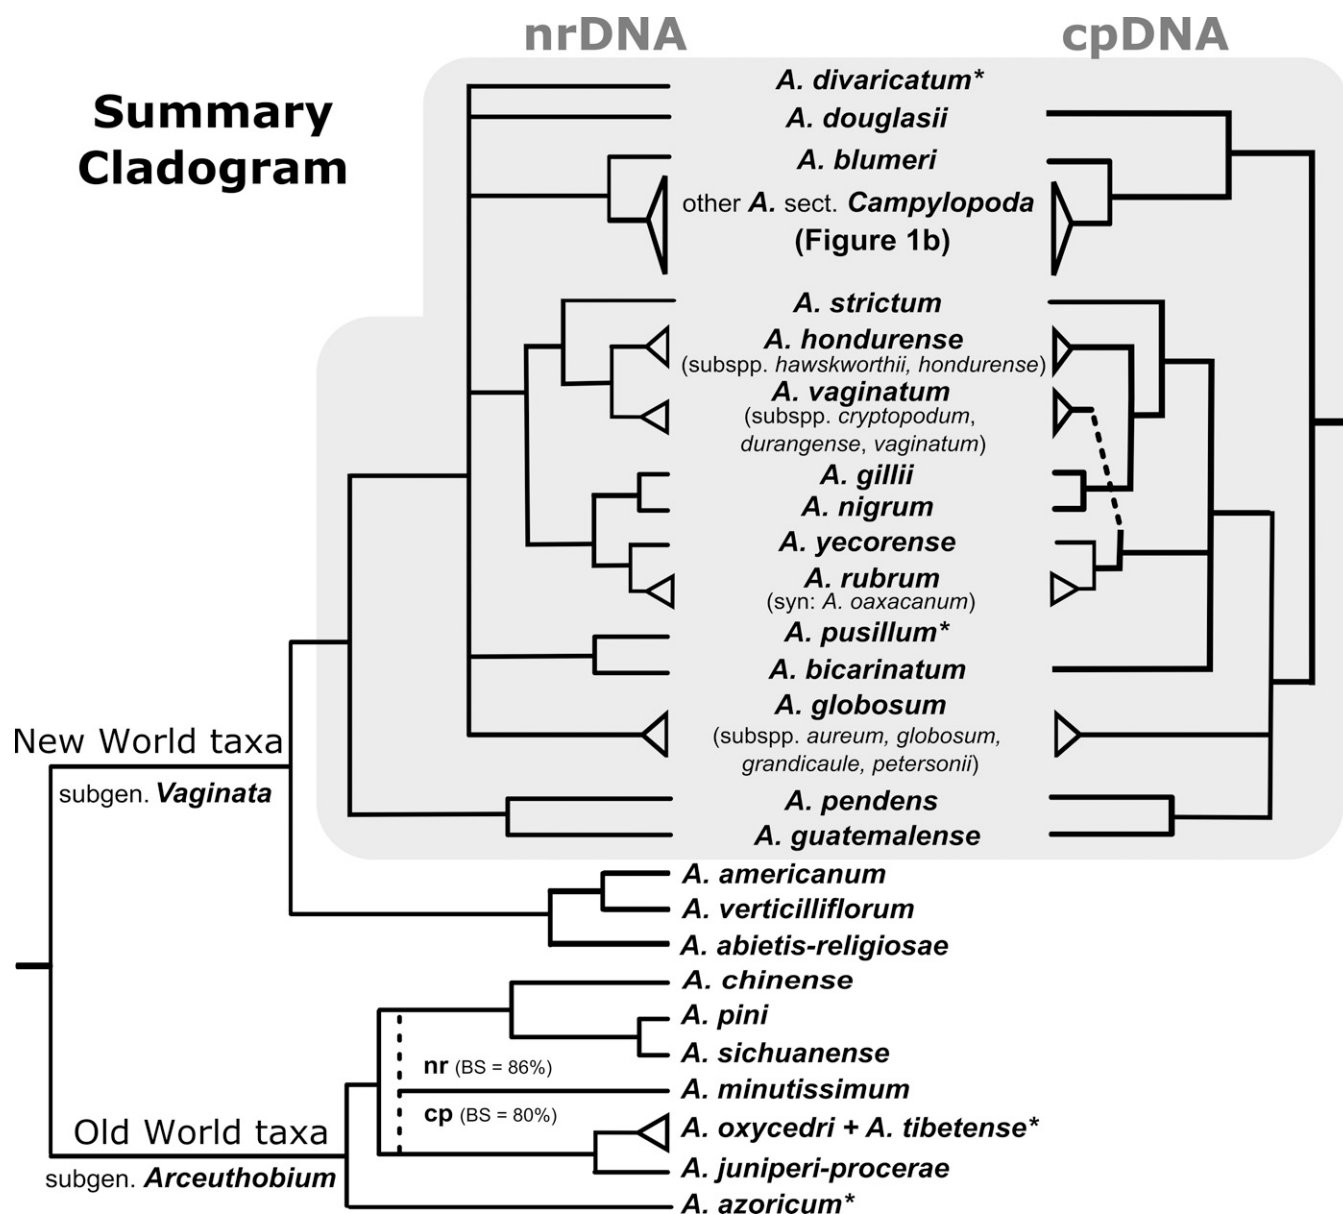 nrDNA
cpDNA
Summary
Cladogram
A. divaricatum*
A. douglasii
A. blumeri
other A. sect. Campylopoda
(Figure 1b)
A. strictum
A. hondurense
(subspp. hawskworthii, hondurense)
A. vaginatum
(subspp. cryptopodum,
durangense, vaginatum)
A. gillii
A. nigrum
A. yecorense
A. rubrum
(syn: A. oaxacanum)
A. pusillum*
A. bicarinatum
A. globosum
(subspp. aureum, globosum,
grandicaule, petersonii)
A. pendens
A. guatemalense
New World taxa
subgen. Vaginata
A. americanum
A. verticilliflorum
A. abietis-religiosae
A. chinense
A. pini
A. sichuanense
nr (BS = 86%)
A. minutissimum
cp (BS = 80%)
A. oxycedri + A. tibetense*
Old World taxa
subgen. Arceuthobium
A. juniperi-procerae
A. azoricum*